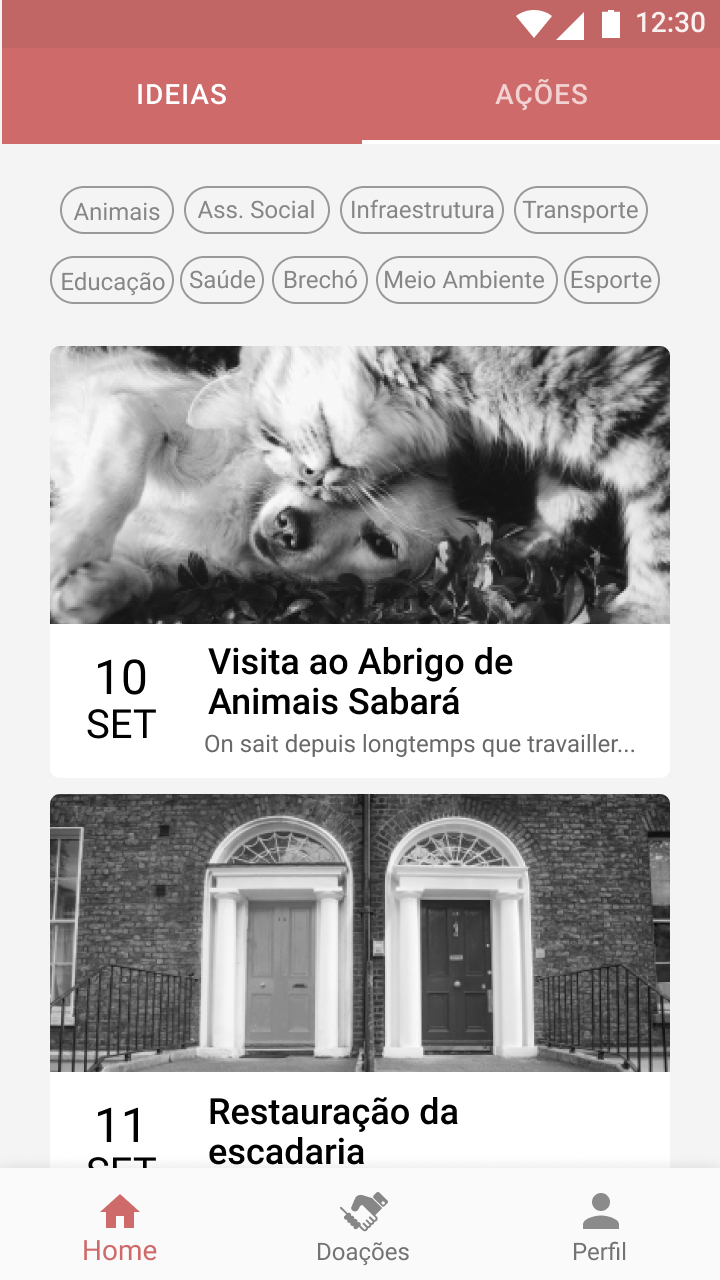 12:30
IDEIAS
AÇÕES
Animais
Ass. Social
Infraestrutura
Transporte
Educação
Saúde
Brechó
Meio Ambiente
Esporte
10
SET
Visita ao Abrigo de
Animais Sabará
On sait depuis longtemps que travailler...
11
SET
Restauração da
escadaria
Home
Doações
Perfil